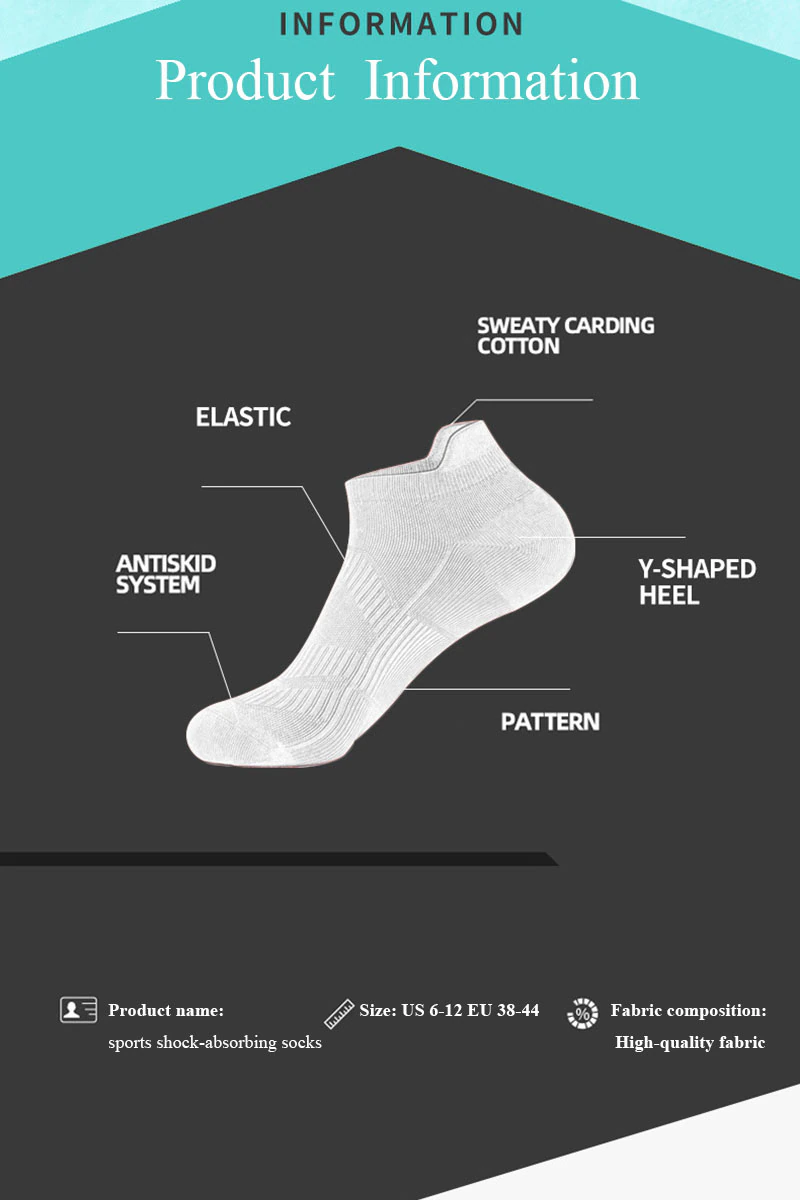 INFORMATION
Product Information
SWEATY CARDING
COTTON
ELASTIC
ANTISKID
SYSTEM
Y-SHAPED
HEEL
PATTERN
Product name:
sports shock-absorbing socks
Size: US 6-12 EU 38-44
%
Fabric composition:
High-quality fabric